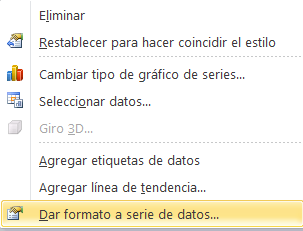 Eliminar
Restablecer para hacer coincidir el estilo
Cambiar tipo de gráfico de series...
Seleccionar datos...
Giro 3D...
Agregar etiquetas de datos
Agregar línea de tendencia...
Dar formato a serie de datos...